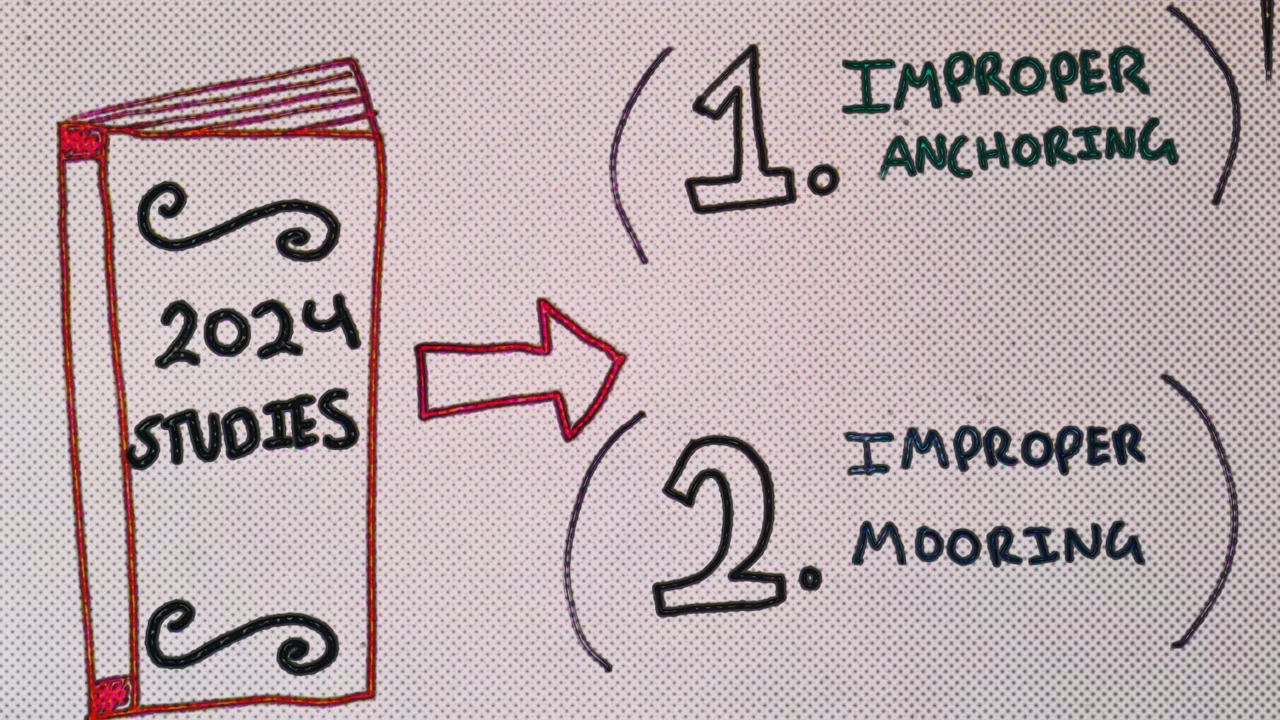 2024
STUDIES
1. IMPROPER
ANCHORING
2. IMPROPER
MOORING